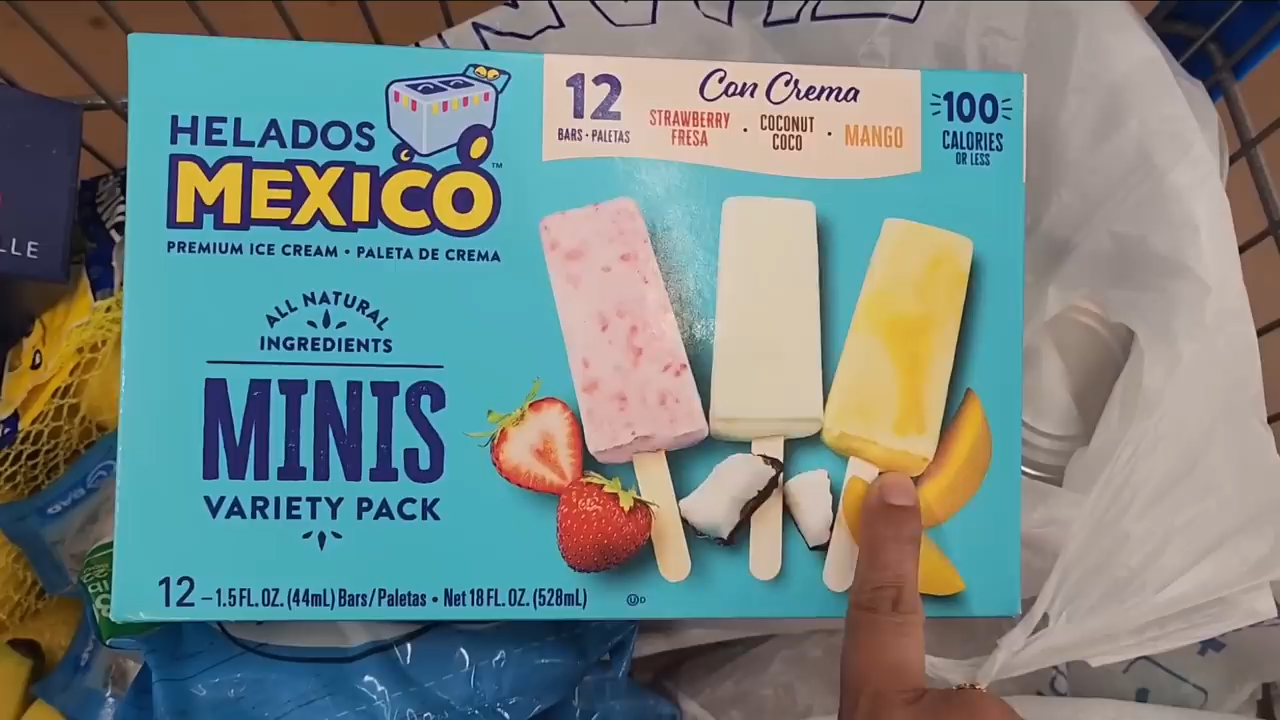 HELADOS
MEXICO™
PREMIUM ICE CREAM • PALETA DE CREMA
ALL NATURAL
INGREDIENTS
MINIS
VARIETY PACK
12 – 1.5 FL. OZ. (44mL) Bars/Paletas • Net 18 FL. OZ. (528mL)
12
BARS • PALETAS
Con Crema
STRAWBERRY
FRESA
•
COCONUT
COCO
•
MANGO
100
CALORIES
OR LESS
U D
LLE